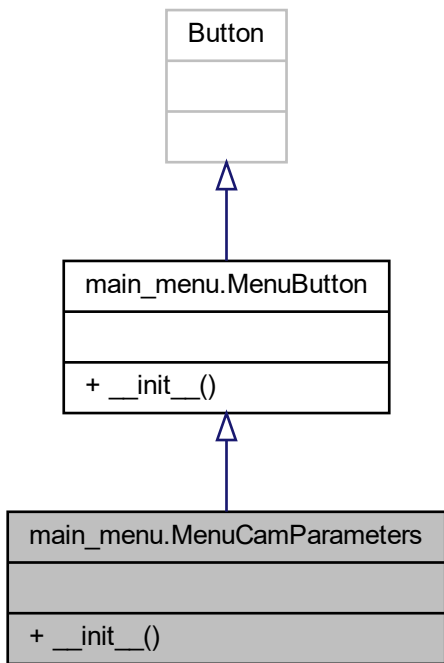 Button
main_menu.MenuButton
+ __init__()
main_menu.MenuCamParameters
+ __init__()